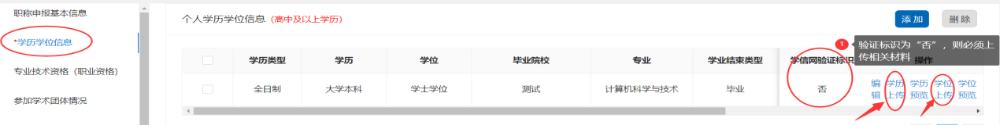 职称申报基本信息
*学历学位信息
专业技术资格（职业资格）
参加学术团体情况
个人学历学位信息（高中及以上学历）
添加 删除
1 验证标识为“否”，则必须上
传相关材料
学历类型 学历 学位 毕业院校 专业 学业结束类型 学信网验证标识 操作
全日制 大学本科 学士学位 测试 计算机科学与技术 毕业 否 编辑 学历上传 学历预览 学位上传 学位预览